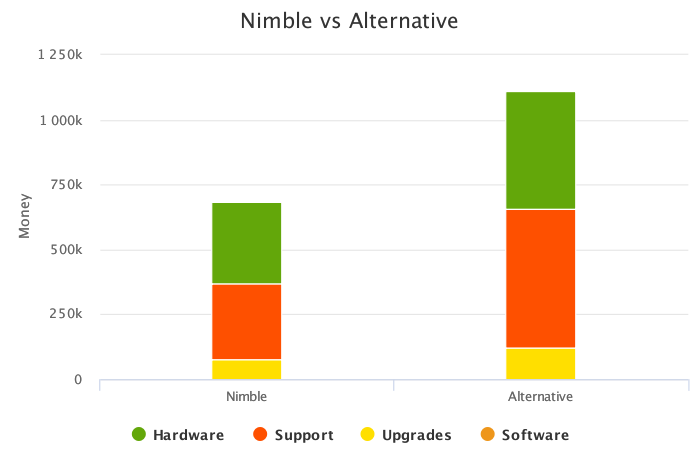 Nimble vs Alternative
1 250k
1 000k
750k
500k
250k
0
Money
Nimble
Alternative
Hardware
Support
Upgrades
Software